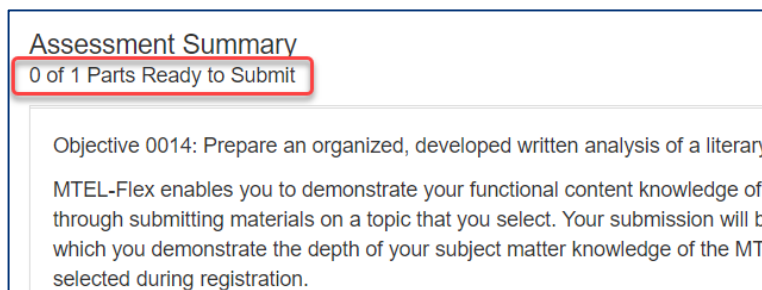 Assessment Summary
0 of 1 Parts Ready to Submit
Objective 0014: Prepare an organized, developed written analysis of a literary
MTEL-Flex enables you to demonstrate your functional content knowledge of
through submitting materials on a topic that you select. Your submission will
which you demonstrate the depth of your subject matter knowledge of the
selected during registration.